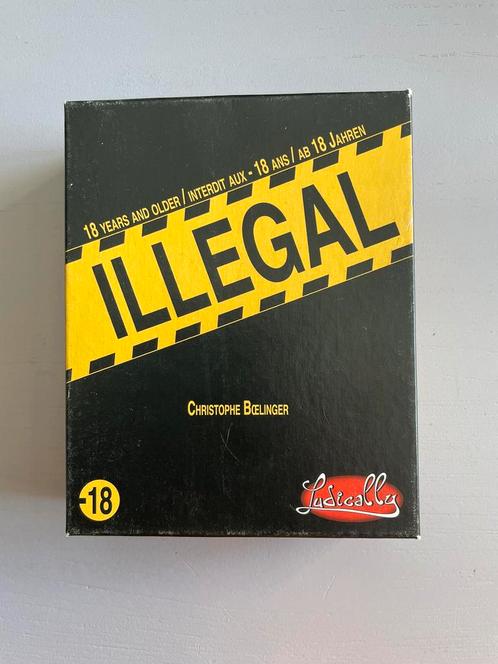 18 YEARS AND OLDER / INTERDIT AUX - 18 ANS / AB 18 JAHREN
ILLEGAL
CHRISTOPHE BŒLINGER
-18
Ludically